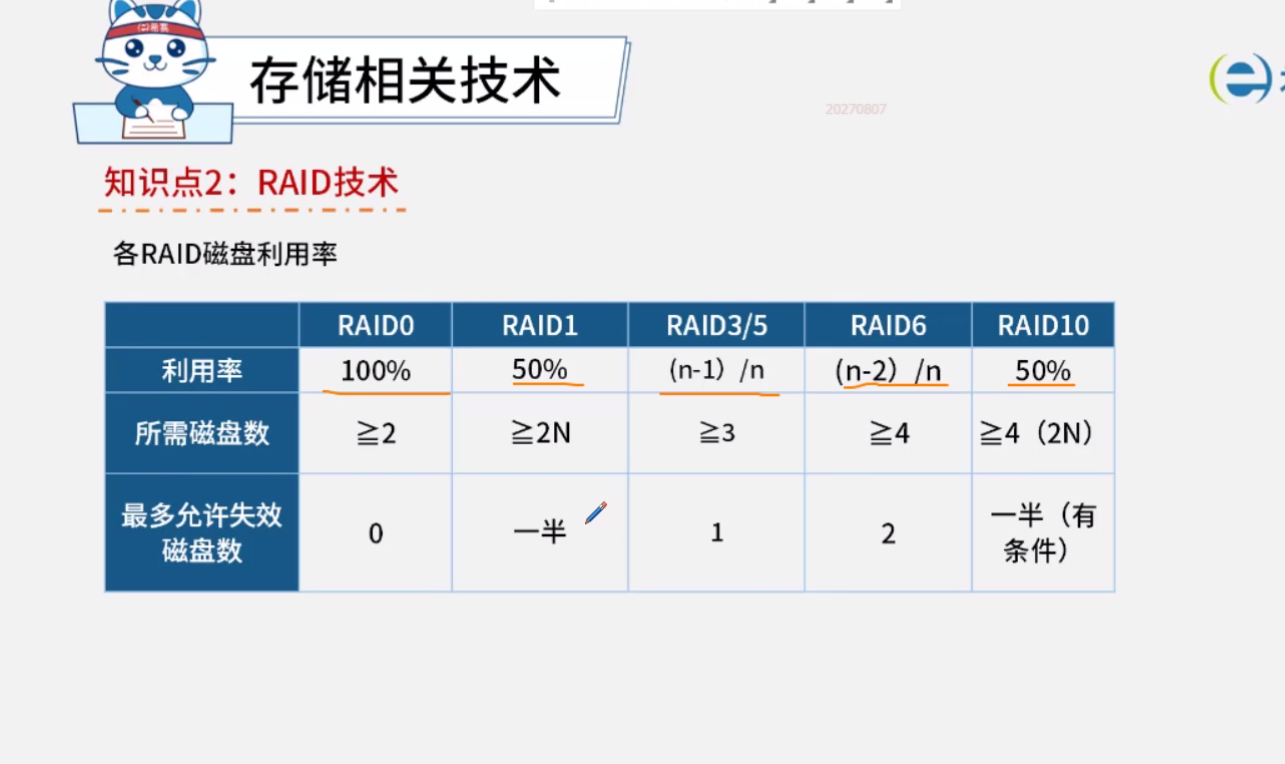 存储相关技术
20270807
知识点2：RAID技术
各RAID磁盘利用率
RAID0 RAID1 RAID3/5 RAID6 RAID10
利用率 100% 50% (n-1）/n (n-2）/n 50%
所需磁盘数 ≧2 ≧2N ≧3 ≧4 ≧4（2N）
最多允许失效
磁盘数 0 一半 1 2 一半（有
条件）